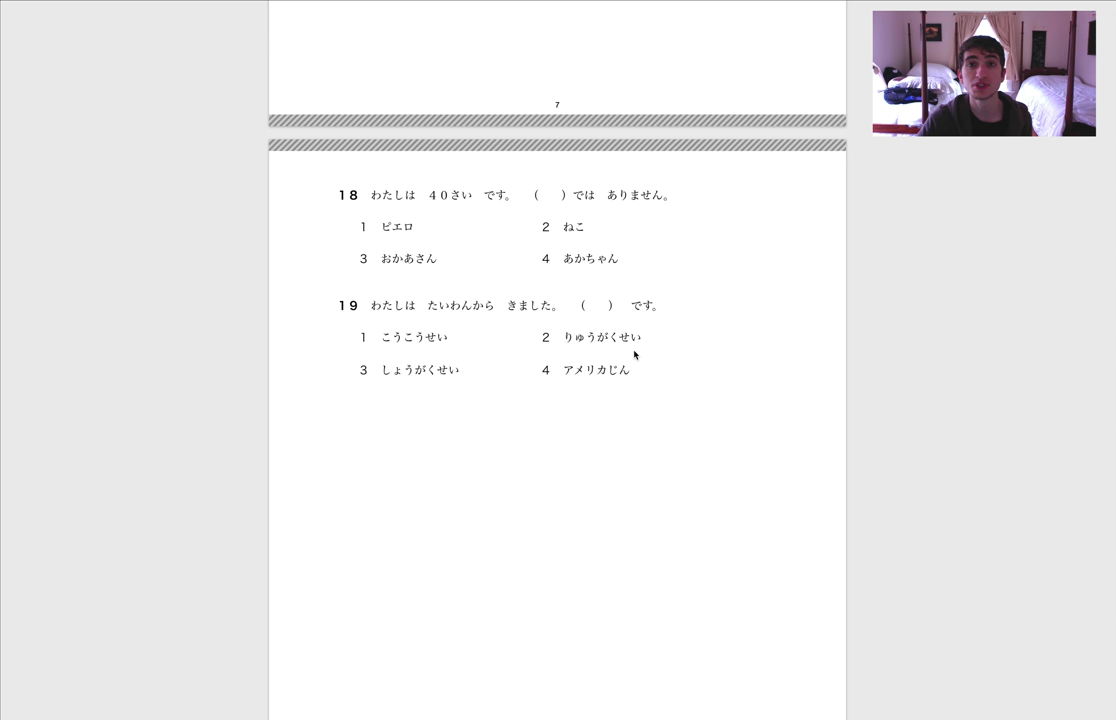 7
18 わたしは ４０さい です。 （ ）では ありません。
1 ピエロ 2 ねこ
3 おかあさん 4 あかちゃん
19 わたしは たいわんから きました。 （ ） です。
1 こうこうせい 2 りゅうがくせい
3 しょうがくせい 4 アメリカじん